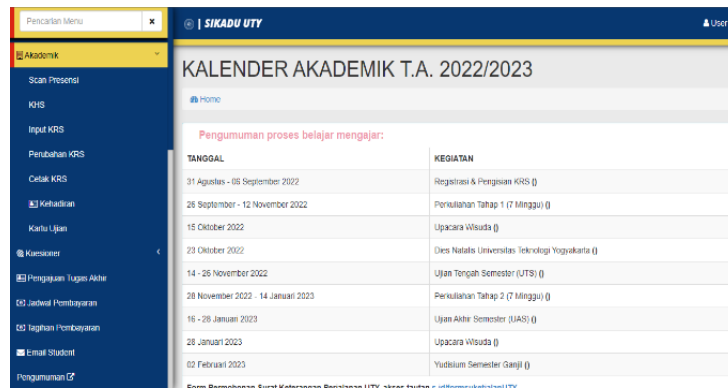 Pencarian Menu x
| SIKADU UTY
User
Akademik
Scan Presensi
KHS
Input KRS
Perubahan KRS
Cetak KRS
Kehadiran
Kartu Ujian
Kuesioner
Pengajuan Tugas Akhir
Jadwal Pembayaran
Tagihan Pembayaran
Email Student
Pengumuman
KALENDER AKADEMIK T.A. 2022/2023
Home
Pengumuman proses belajar mengajar:
TANGGAL KEGIATAN
31 Agustus - 06 September 2022 Registrasi & Pengisian KRS ()
26 September - 12 November 2022 Perkuliahan Tahap 1 (7 Minggu) ()
15 Oktober 2022 Upacara Wisuda ()
23 Oktober 2022 Dies Natalis Universitas Teknologi Yogyakarta ()
14 - 26 November 2022 Ujian Tengah Semester (UTS) ()
28 November 2022 - 14 Januari 2023 Perkuliahan Tahap 2 (7 Minggu) ()
16 - 28 Januari 2023 Ujian Akhir Semester (UAS) ()
28 Januari 2023 Upacara Wisuda ()
02 Februari 2023 Yudisium Semester Ganjil ()
Form Permohonan Surat Keterangan Perjalanan UTY, akses tautan